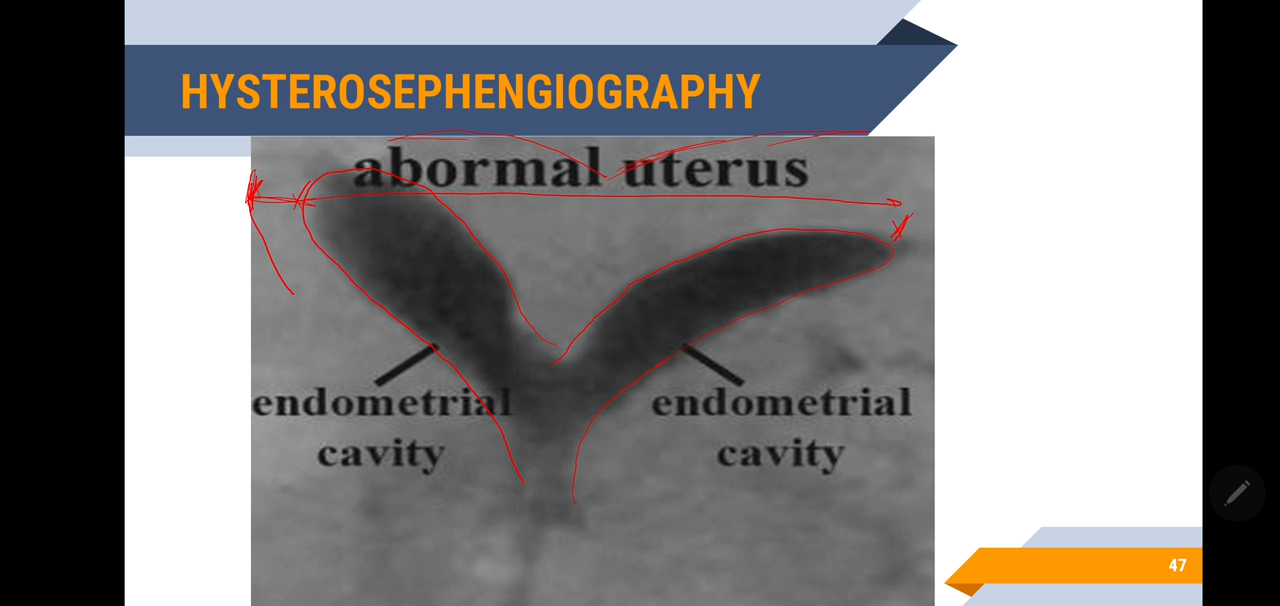 HYSTEROSEPHENGIOGRAPHY
abormal uterus
endometrial
cavity
endometrial
cavity
47